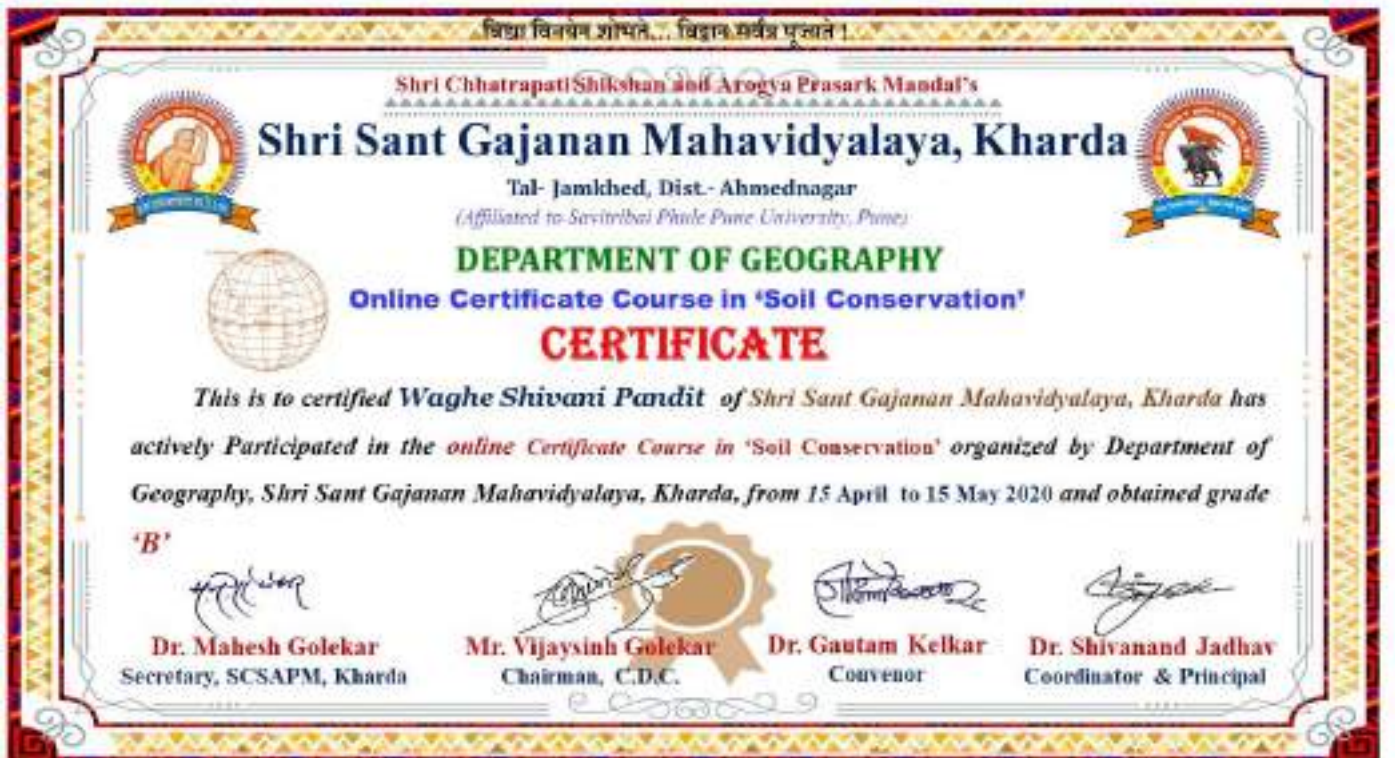 विद्या विनयेन शोभते... विद्वान सर्वत्र पूज्यते !
Shri Chhatrapati Shikshan and Arogya Prasark Mandal's
Shri Sant Gajanan Mahavidyalaya, Kharda
Tal- Jamkhed, Dist.- Ahmednagar
(Affiliated to Savitribai Phule Pune University, Pune)
DEPARTMENT OF GEOGRAPHY
Online Certificate Course in ‘Soil Conservation’
CERTIFICATE
This is to certified Waghe Shivani Pandit of Shri Sant Gajanan Mahavidyalaya, Kharda has
actively Participated in the online Certificate Course in ‘Soil Conservation’ organized by Department of
Geography, Shri Sant Gajanan Mahavidyalaya, Kharda, from 15 April to 15 May 2020 and obtained grade
‘B’
Dr. Mahesh Golekar
Secretary, SCSAPM, Kharda
Mr. Vijaysinh Golekar
Chairman, C.D.C.
Dr. Gautam Kelkar
Convenor
Dr. Shivanand Jadhav
Coordinator & Principal